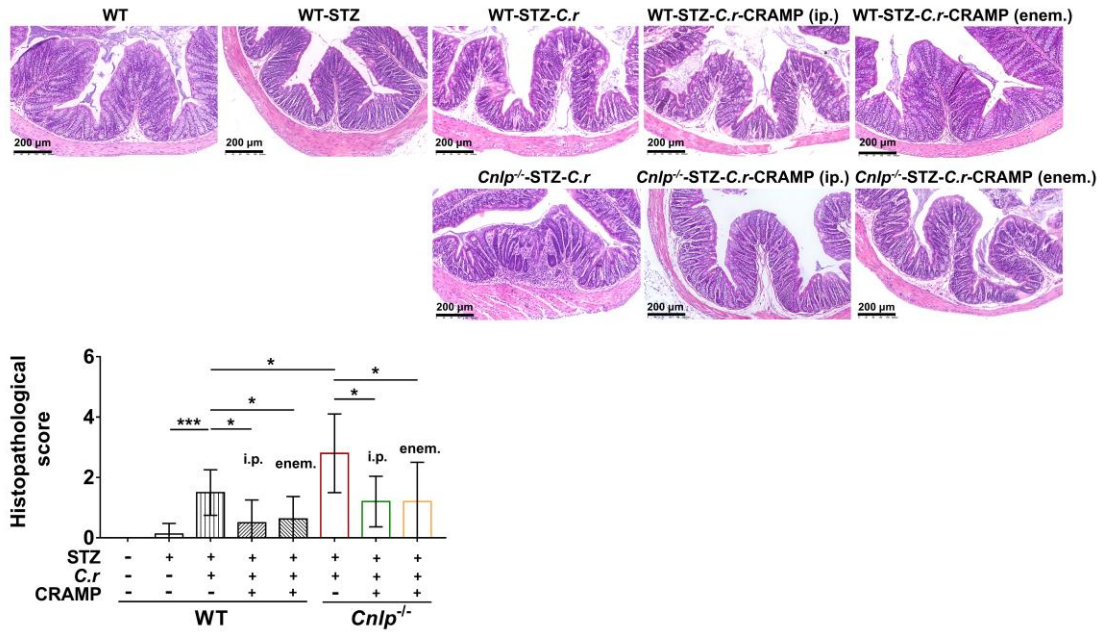 WT WT-STZ WT-STZ-C.r WT-STZ-C.r-CRAMP (ip.) WT-STZ-C.r-CRAMP (enem.)
200 µm 200 µm 200 µm 200 µm 200 µm
Cnlp-/--STZ-C.r Cnlp-/--STZ-C.r-CRAMP (ip.) Cnlp-/--STZ-C.r-CRAMP (enem.)
200 µm 200 µm 200 µm
Histopathological
score
6
4
2
0
* * *
*** * *
i.p. enem. i.p. enem.
STZ - + + + + + + +
C.r - - + + + + + +
CRAMP - - - + + - + +
WT Cnlp-/-